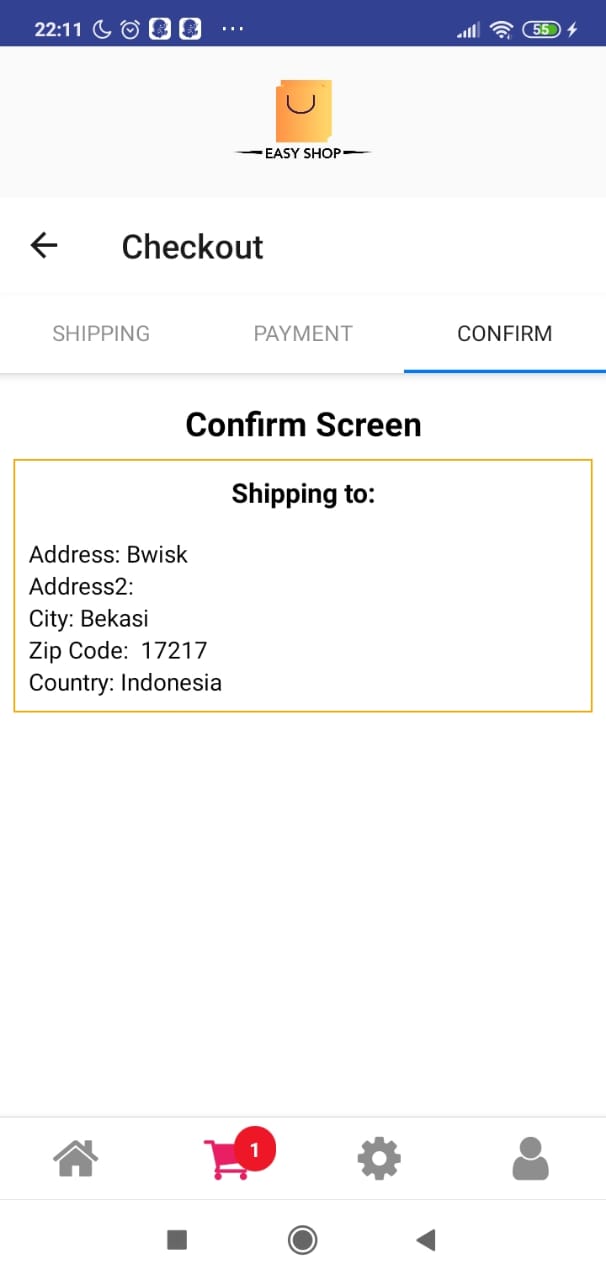 22:11
55
EASY SHOP
Checkout
SHIPPING PAYMENT CONFIRM
Confirm Screen
Shipping to:
Address: Bwisk
Address2:
City: Bekasi
Zip Code:  17217
Country: Indonesia
1